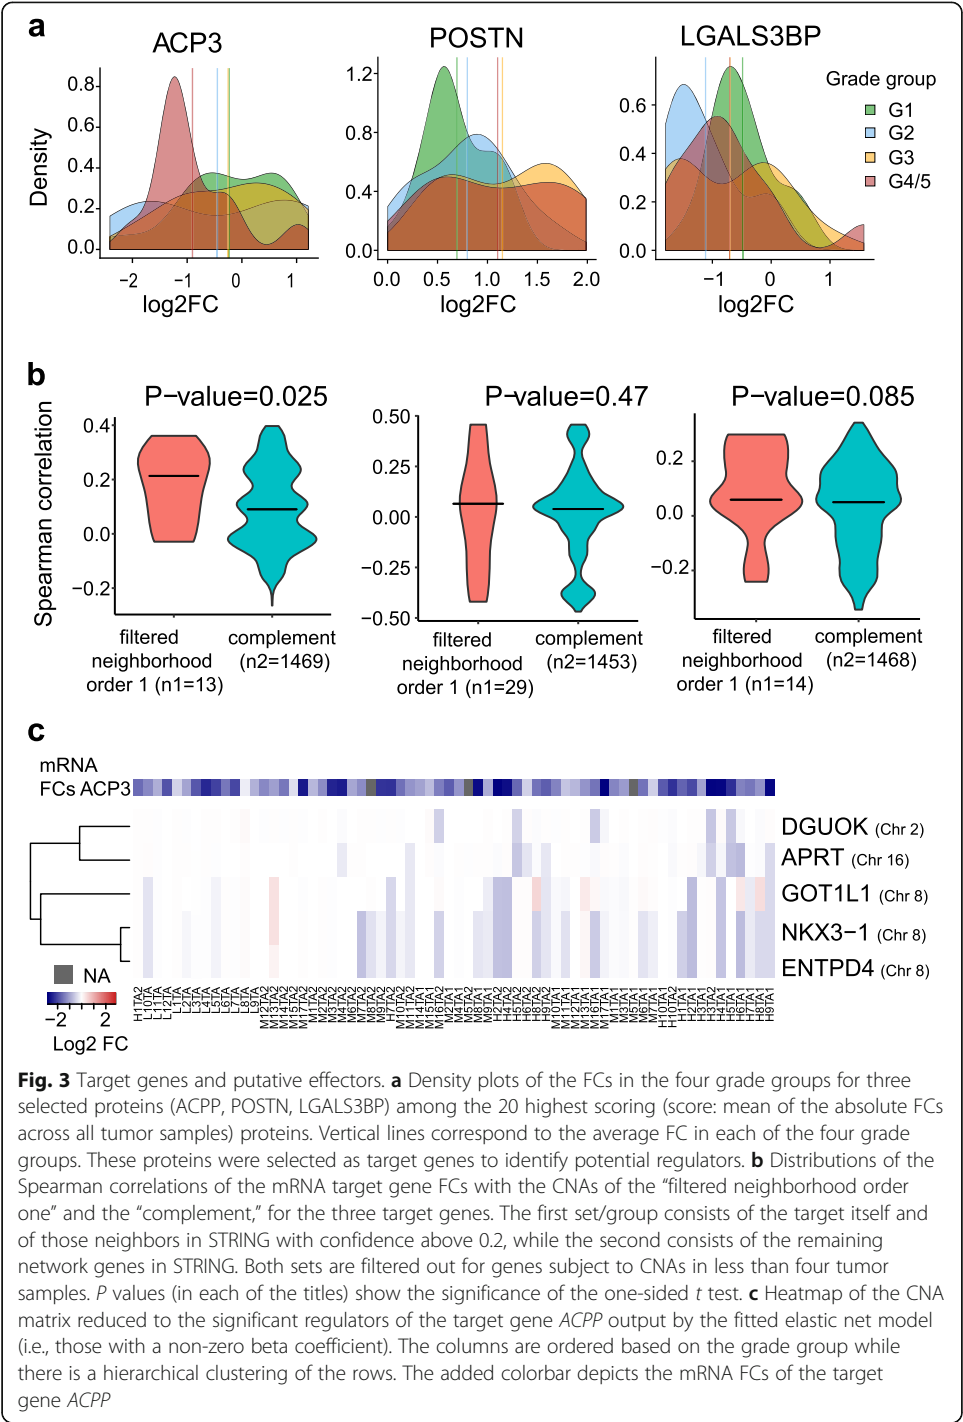 a
ACP3
POSTN
LGALS3BP
Density
0.8
0.6
0.4
0.2
0.0
−2
−1
0
1
log2FC
1.2
0.8
0.4
0.0
0.0
0.5
1.0
1.5
2.0
log2FC
0.6
0.4
0.2
0.0
−1
0
1
log2FC
Grade group
G1
G2
G3
G4/5
b
P−value=0.025
P−value=0.47
P−value=0.085
Spearman correlation
0.4
0.2
0.0
−0.2
0.50
0.25
0.00
−0.25
−0.50
0.2
0.0
−0.2
filtered
neighborhood
order 1 (n1=13)
complement
(n2=1469)
filtered
neighborhood
order 1 (n1=29)
complement
(n2=1453)
filtered
neighborhood
order 1 (n1=14)
complement
(n2=1468)
c
mRNA
FCs ACP3
DGUOK (Chr 2)
APRT (Chr 16)
GOT1L1 (Chr 8)
NKX3−1 (Chr 8)
ENTPD4 (Chr 8)
NA
−2 2
Log2 FC
H1TA2
L10TA
L11TA
L12TA
L1TA
L2TA
L3TA
L4TA
L5TA
L6TA
L7TA
L8TA
L9TA
Fig. 3 Target genes and putative effectors. a Density plots of the FCs in the four grade groups for three
selected proteins (ACPP, POSTN, LGALS3BP) among the 20 highest scoring (score: mean of the absolute FCs
across all tumor samples) proteins. Vertical lines correspond to the average FC in each of the four grade
groups. These proteins were selected as target genes to identify potential regulators. b Distributions of the
Spearman correlations of the mRNA target gene FCs with the CNAs of the “filtered neighborhood order
one” and the “complement,” for the three target genes. The first set/group consists of the target itself and
of those neighbors in STRING with confidence above 0.2, while the second consists of the remaining
network genes in STRING. Both sets are filtered out for genes subject to CNAs in less than four tumor
samples. P values (in each of the titles) show the significance of the one-sided t test. c Heatmap of the CNA
matrix reduced to the significant regulators of the target gene ACPP output by the fitted elastic net model
(i.e., those with a non-zero beta coefficient). The columns are ordered based on the grade group while
there is a hierarchical clustering of the rows. The added colorbar depicts the mRNA FCs of the target
gene ACPP